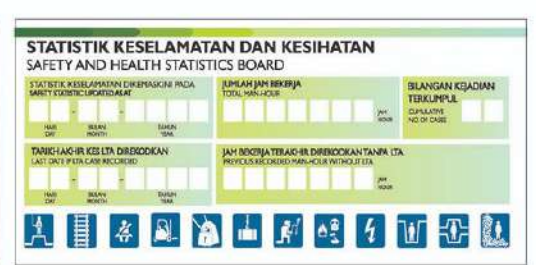 STATISTIK KESELAMATAN DAN KESIHATAN
SAFETY AND HEALTH STATISTICS BOARD
STATISTIK KESELAMATAN DIKEMASKINI PADA
SAFETY STATISTIC UPDATED AS AT
HARI
DAY
BULAN
MONTH
TAHUN
YEAR
JUMLAH JAM BEKERJA
TOTAL MAN-HOUR
JAM
HOUR
BILANGAN KEJADIAN
TERKUMPUL
CUMULATIVE
NO OF CASES
TARIKH AKHIR KES LTA DIREKODKAN
LAST DATE IF LTA CASE RECORDED
HARI
DAY
BULAN
MONTH
TAHUN
YEAR
JAM BEKERJA TERAKHIR DIREKODKAN TANPA LTA
PREVIOUS RECORDED MAN-HOUR WITHOUT LTA
JAM
HOUR